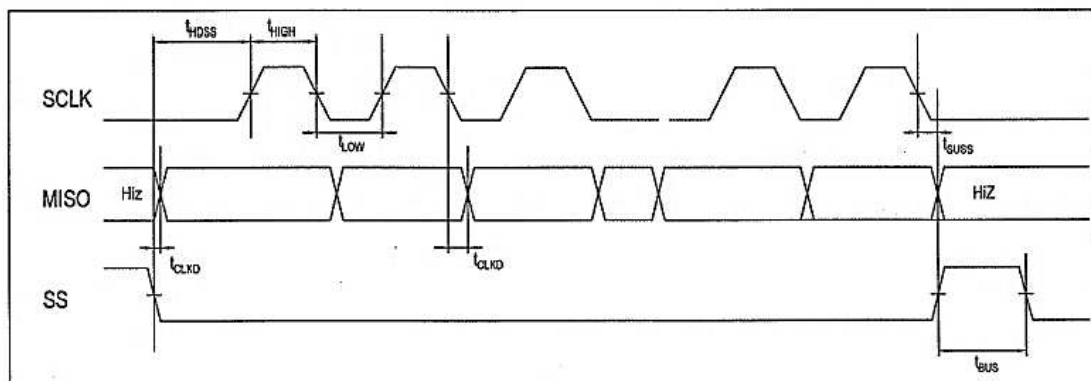 tHDSS tHIGH
SCLK
tLOW
tSUSS
MISO Hiz HiZ
tCLKD tCLKD
SS
tBUS